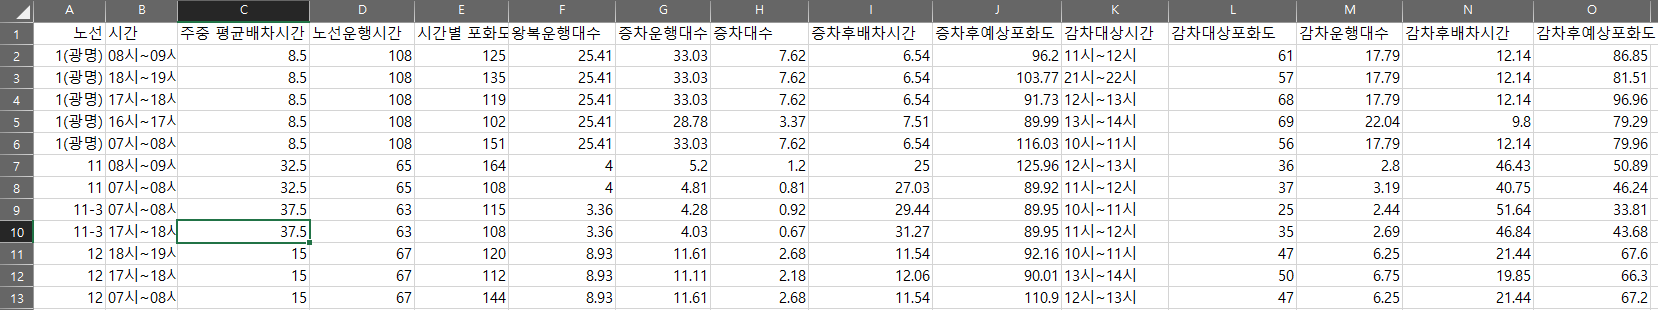 A B C D E F G H I J K L M N O
1 노선 시간 주중 평균배차시간 노선운행시간 시간별 포화도 왕복운행대수 증차운행대수 증차대수 증차후배차시간 증차후예상포화도 감차대상시간 감차대상포화도 감차운행대수 감차후배차시간 감차후예상포화도
2 1(광명) 08시~09시 8.5 108 125 25.41 33.03 7.62 6.54 96.2 11시~12시 61 17.79 12.14 86.85
3 1(광명) 18시~19시 8.5 108 135 25.41 33.03 7.62 6.54 103.77 21시~22시 57 17.79 12.14 81.51
4 1(광명) 17시~18시 8.5 108 119 25.41 33.03 7.62 6.54 91.73 12시~13시 68 17.79 12.14 96.96
5 1(광명) 16시~17시 8.5 108 102 25.41 28.78 3.37 7.51 89.99 13시~14시 69 22.04 9.8 79.29
6 1(광명) 07시~08시 8.5 108 151 25.41 33.03 7.62 6.54 116.03 10시~11시 56 17.79 12.14 79.96
7 11 08시~09시 32.5 65 164 4 5.2 1.2 25 125.96 12시~13시 36 2.8 46.43 50.89
8 11 07시~08시 32.5 65 108 4 4.81 0.81 27.03 89.92 11시~12시 37 3.19 40.75 46.24
9 11-3 07시~08시 37.5 63 115 3.36 4.28 0.92 29.44 89.95 10시~11시 25 2.44 51.64 33.81
10 11-3 17시~18시 37.5 63 108 3.36 4.03 0.67 31.27 89.95 11시~12시 35 2.69 46.84 43.68
11 12 18시~19시 15 67 120 8.93 11.61 2.68 11.54 92.16 10시~11시 47 6.25 21.44 67.6
12 12 17시~18시 15 67 112 8.93 11.11 2.18 12.06 90.01 13시~14시 50 6.75 19.85 66.3
13 12 07시~08시 15 67 144 8.93 11.61 2.68 11.54 110.9 12시~13시 47 6.25 21.44 67.2